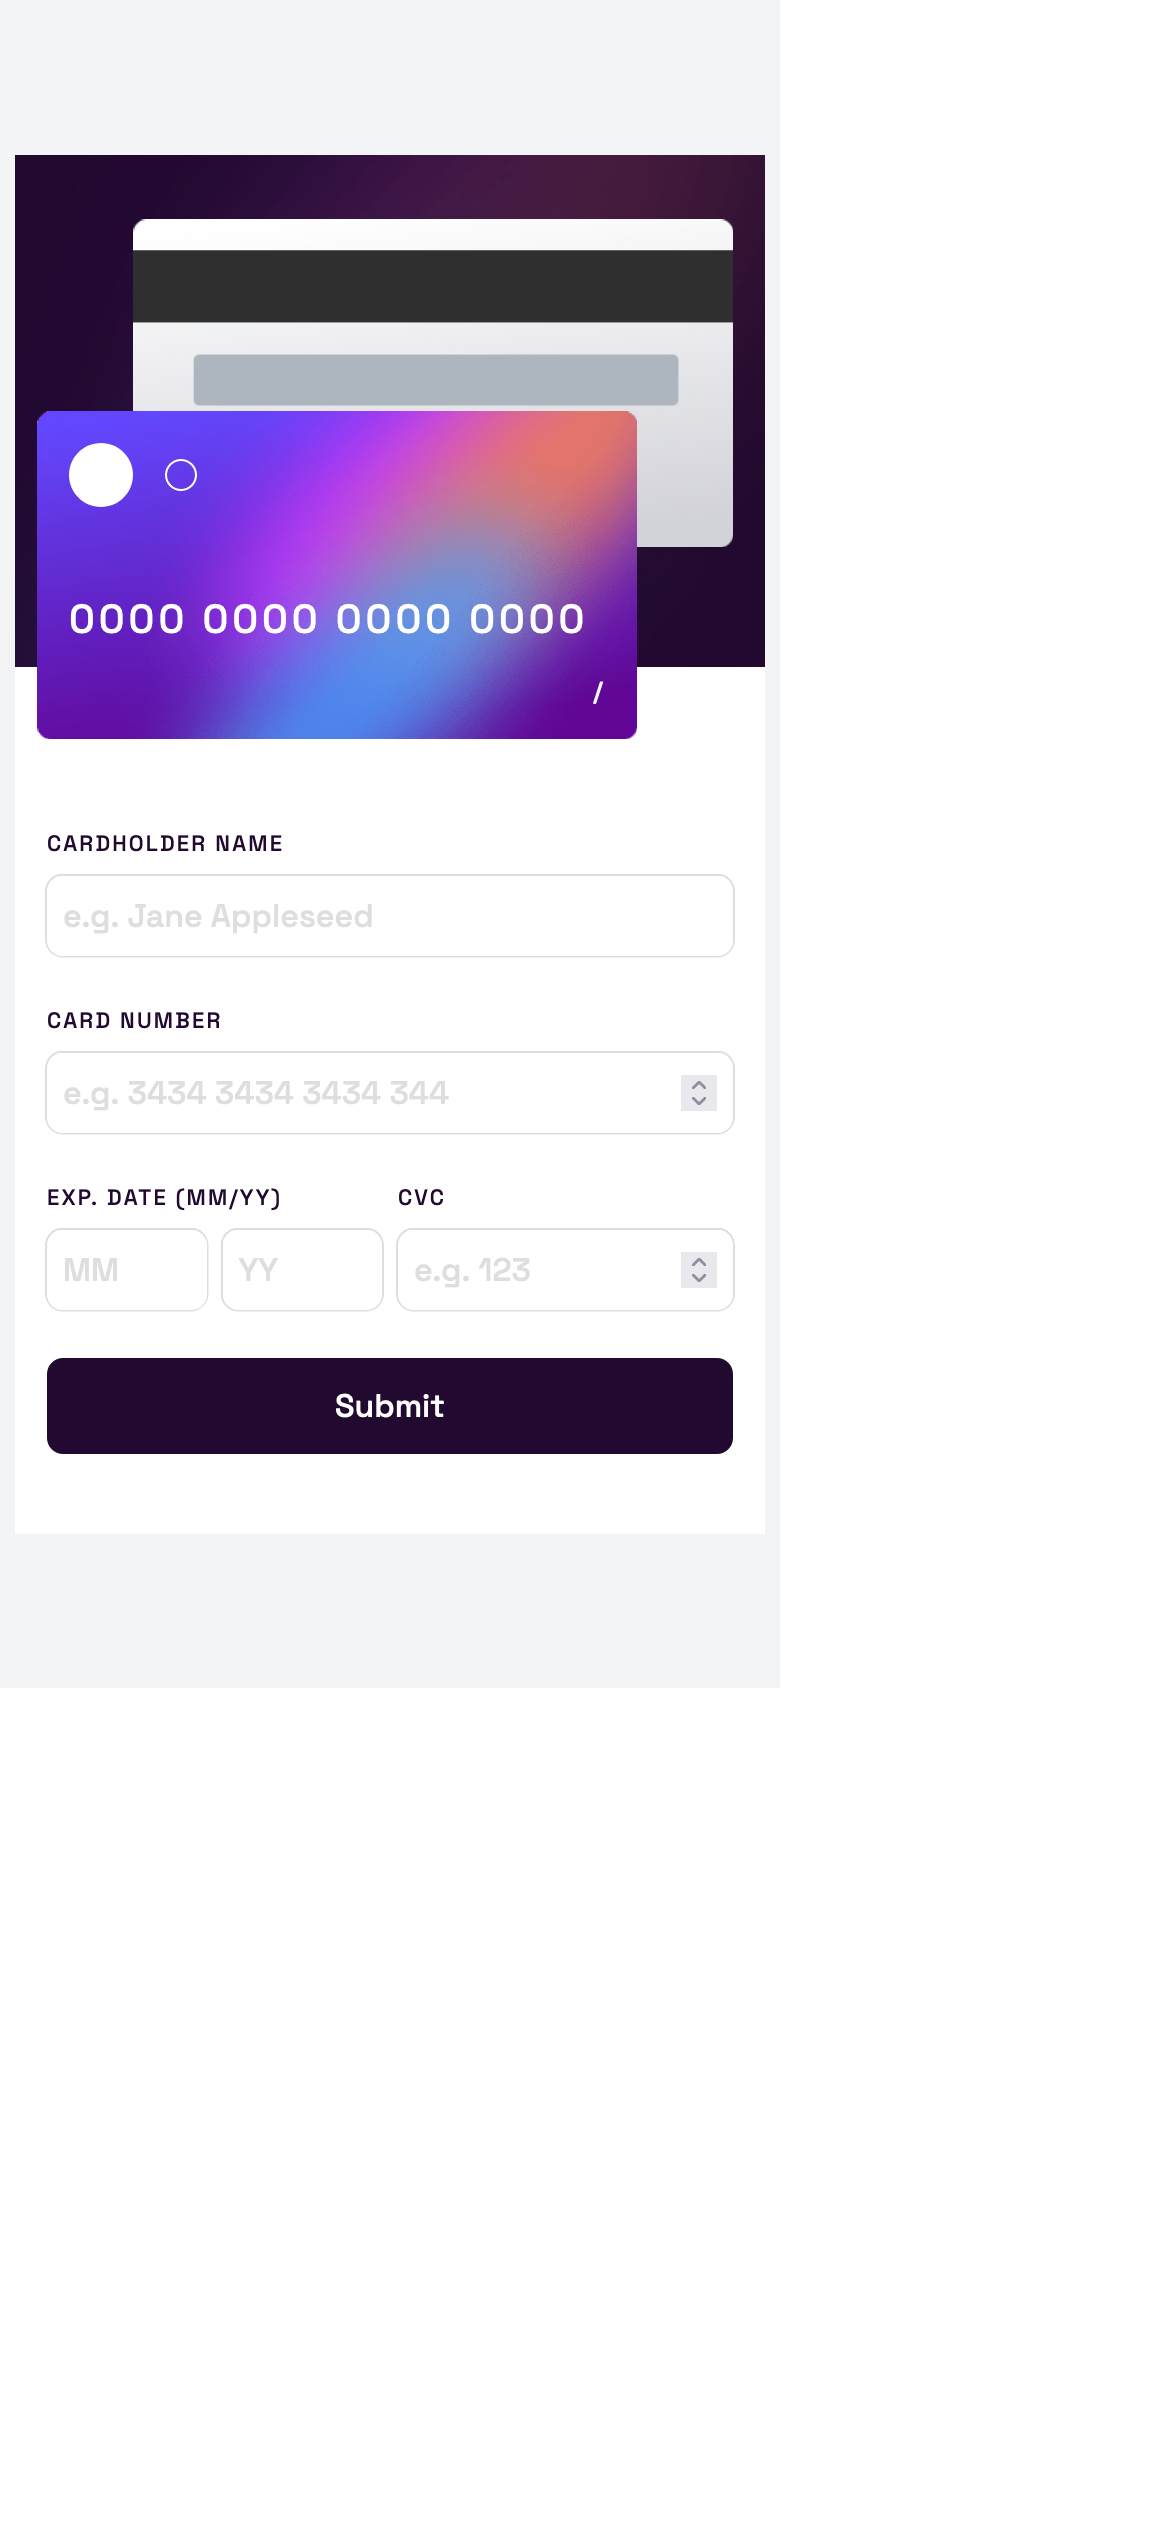 0000 0000 0000 0000
/
CARDHOLDER NAME
e.g. Jane Appleseed
CARD NUMBER
e.g. 3434 3434 3434 344
EXP. DATE (MM/YY) CVC
MM YY e.g. 123
Submit